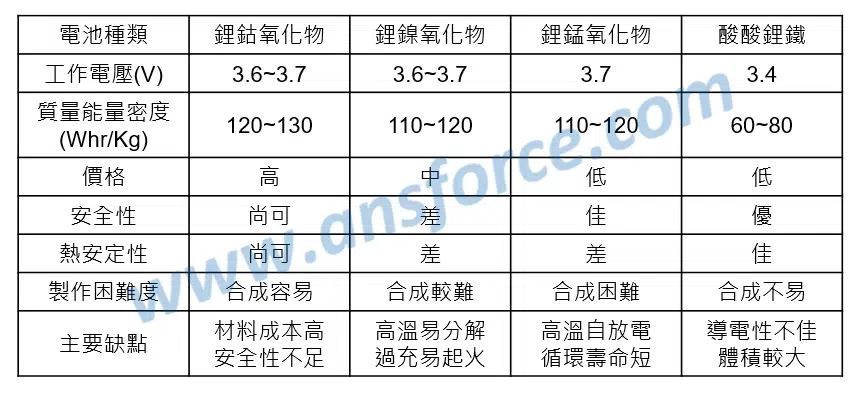 電池種類 鋰鈷氧化物 鋰鎳氧化物 鋰錳氧化物 酸酸鋰鐵
工作電壓(V) 3.6~3.7 3.6~3.7 3.7 3.4
質量能量密度
(Whr/Kg) 120~130 110~120 110~120 60~80
價格 高 中 低 低
安全性 尚可 差 佳 優
熱安定性 尚可 差 差 佳
製作困難度 合成容易 合成較難 合成困難 合成不易
主要缺點 材料成本高 高溫易分解 高溫自放電 導電性不佳
安全性不足 過充易起火 循環壽命短 體積較大
www.ansforce.com